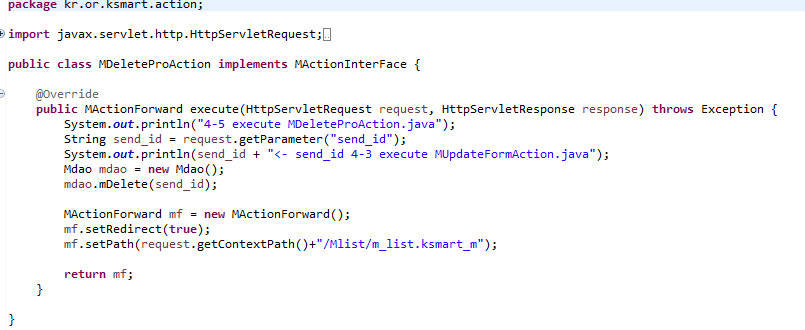 package kr.or.ksmart.action;
import javax.servlet.http.HttpServletRequest;
public class MDeleteProAction implements MActionInterFace {
@Override
public MActionForward execute(HttpServletRequest request, HttpServletResponse response) throws Exception {
System.out.println("4-5 execute MDeleteProAction.java");
String send_id = request.getParameter("send_id");
System.out.println(send_id + "<- send_id 4-3 execute MUpdateFormAction.java");
Mdao mdao = new Mdao();
mdao.mDelete(send_id);
MActionForward mf = new MActionForward();
mf.setRedirect(true);
mf.setPath(request.getContextPath()+"/Mlist/m_list.ksmart_m");
return mf;
}
}